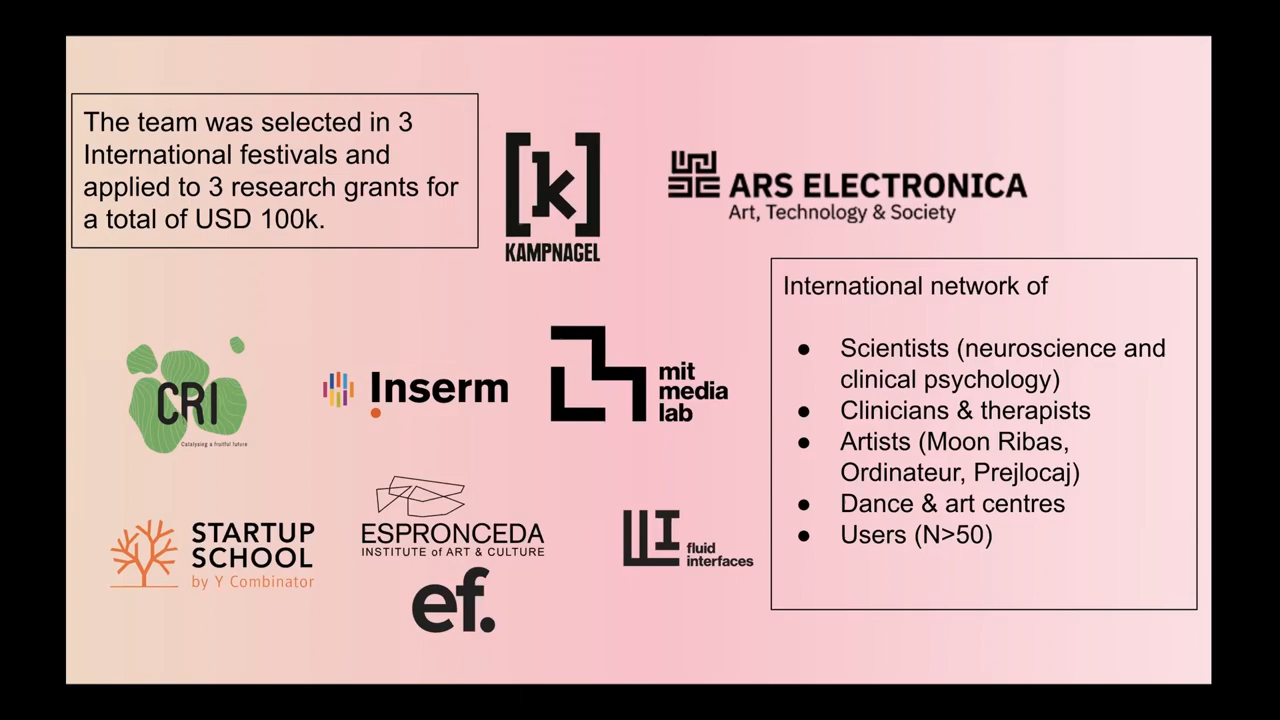 The team was selected in 3
International festivals and
applied to 3 research grants for
a total of USD 100k.
[k]
KAMPNAGEL
ARS ELECTRONICA
Art, Technology & Society
International network of
● Scientists (neuroscience and
clinical psychology)
● Clinicians & therapists
● Artists (Moon Ribas,
Ordinateur, Prejlocaj)
● Dance & art centres
● Users (N>50)
CRI
Catalysing a fruitful future
Inserm
mit
media
lab
STARTUP
SCHOOL
by Y Combinator
ESPRONCEDA
INSTITUTE of ART & CULTURE
ef.
fluid
interfaces